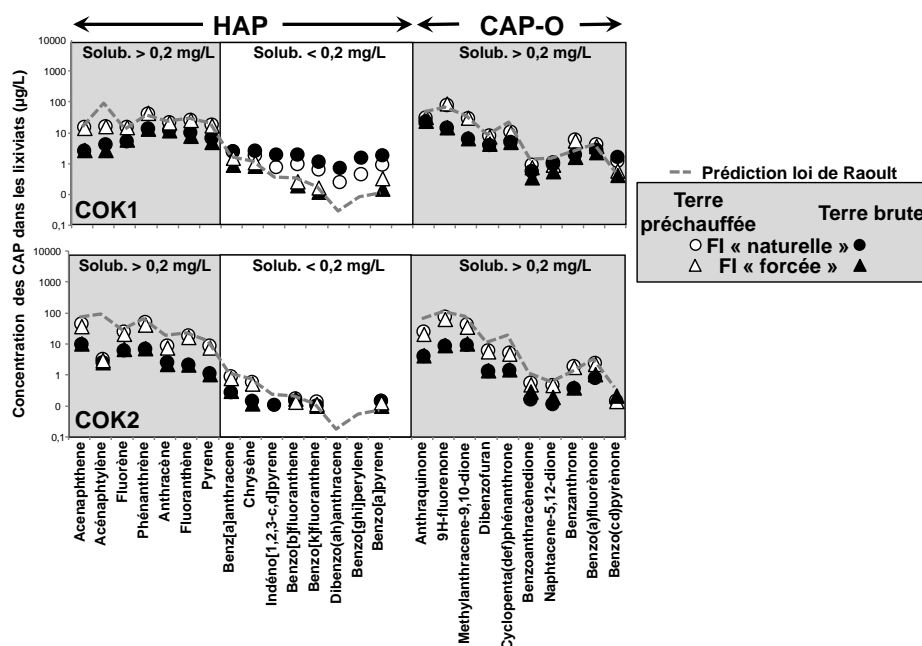 HAP
CAP-O
Concentration des CAP dans les lixiviats (µg/L)
10000
Solub. > 0,2 mg/L
Solub. < 0,2 mg/L
Solub. > 0,2 mg/L
1000
100
10
1
0
0,1
COK1
10000
Solub. > 0,2 mg/L
Solub. < 0,2 mg/L
Solub. > 0,2 mg/L
1000
100
10
1
0
0,1
COK2
Prédiction loi de Raoult
Terre préchauffée
Terre brute
FI « naturelle »
FI « forcée »
Acenaphthene
Acénaphtylène
Fluorène
Phénanthrène
Anthracène
Fluoranthène
Pyrene
Benz[a]anthracene
Chrysène
Indéno[1,2,3-c,d]pyrene
Benzo[b]fluoranthene
Benzo[k]fluoranthene
Dibenzo(ah)anthracene
Benzo[ghi]perylene
Benzo[a]pyrene
Anthraquinone
9H-fluorenone
Methylanthracene-9,10-dione
Dibenzofuran
Cyclopenta(def)phénanthrone
Benzoanthracènedione
Naphtacene-5,12-dione
Benzanthrone
Benzo(a)fluorènone
Benzo(cd)pyrènone